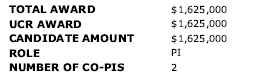 TOTAL AWARD $1,625,000
UCR AWARD $1,625,000
CANDIDATE AMOUNT $1,625,000
ROLE PI
NUMBER OF CO-PIS 2